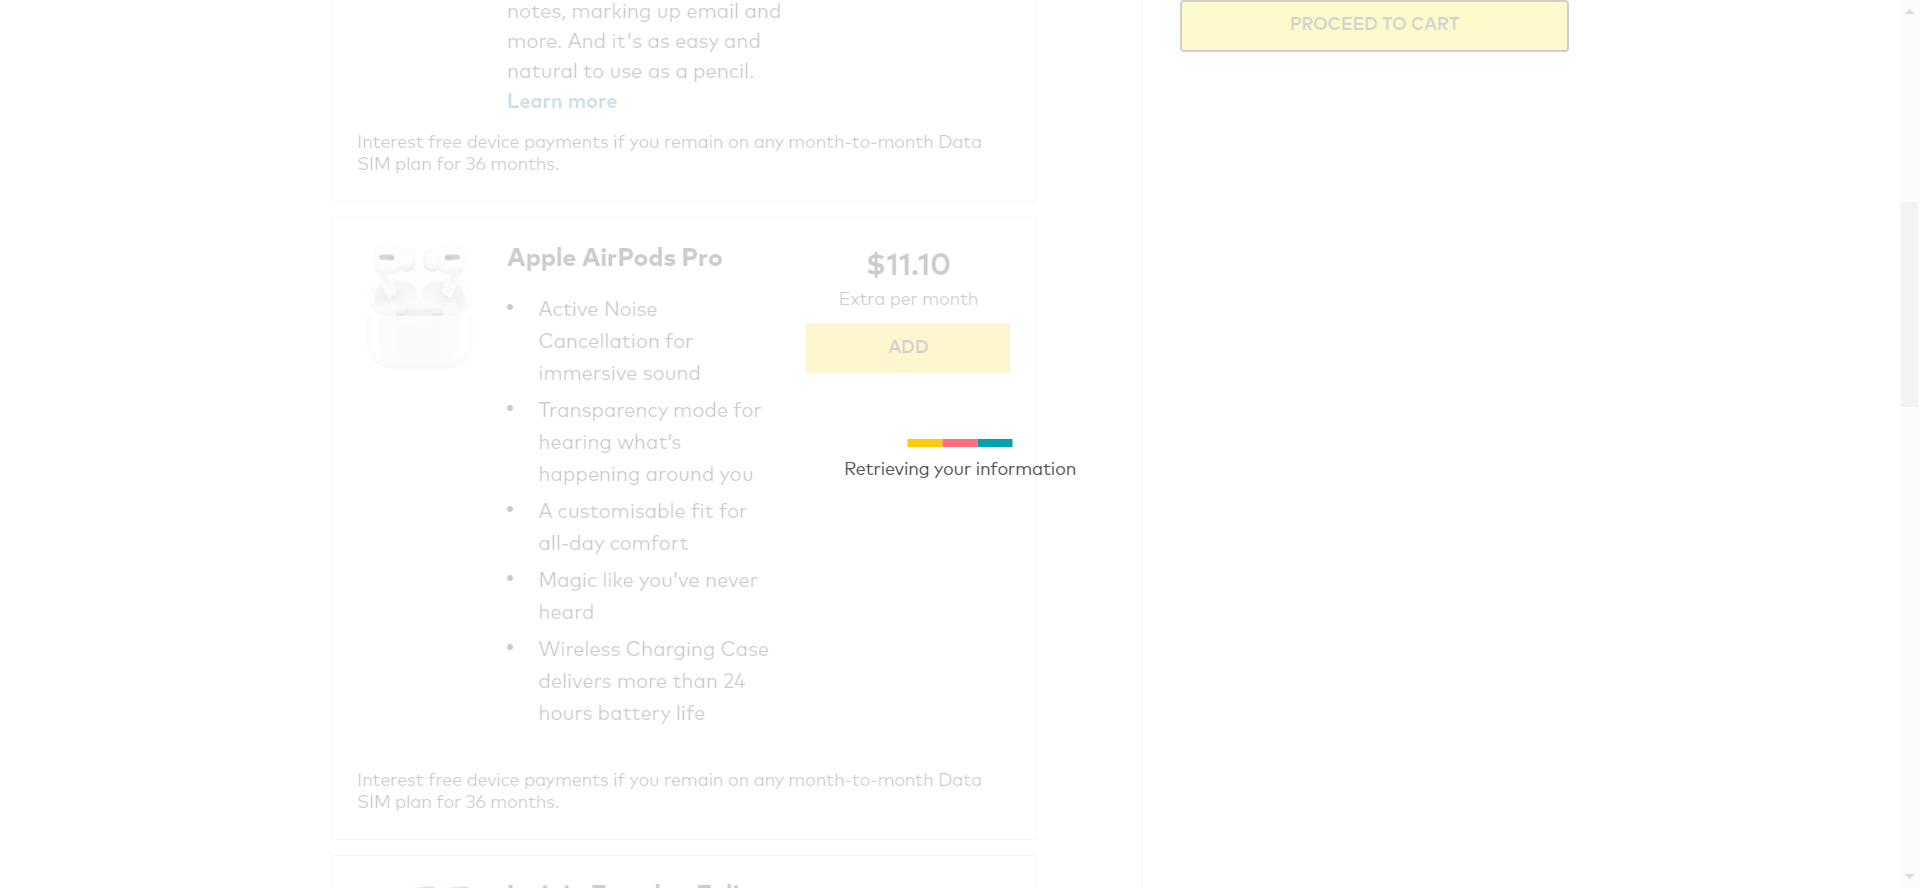 notes, marking up email and
more. And it's as easy and
natural to use as a pencil.
Learn more
Interest free device payments if you remain on any month-to-month Data
SIM plan for 36 months.
PROCEED TO CART
Apple AirPods Pro
$11.10
Extra per month
ADD
• Active Noise
Cancellation for
immersive sound
• Transparency mode for
hearing what's
happening around you
• A customisable fit for
all-day comfort
• Magic like you've never
heard
• Wireless Charging Case
delivers more than 24
hours battery life
Retrieving your information
Interest free device payments if you remain on any month-to-month Data
SIM plan for 36 months.